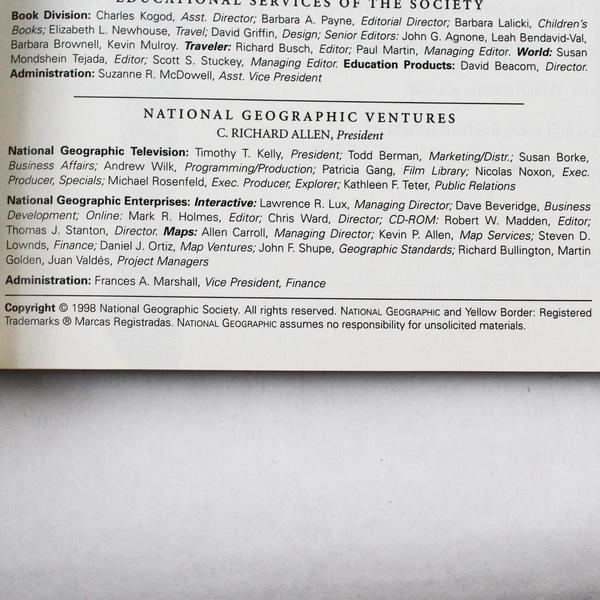 EDUCATIONAL SERVICES OF THE SOCIETY
Book Division: Charles Kogod, Asst. Director; Barbara A. Payne, Editorial Director; Barbara Lalicki, Children's
Books; Elizabeth L. Newhouse, Travel; David Griffin, Design; Senior Editors: John G. Agnone, Leah Bendavid-Val,
Barbara Brownell, Kevin Mulroy. Traveler: Richard Busch, Editor; Paul Martin, Managing Editor. World: Susan
Mondshein Tejada, Editor; Scott S. Stuckey, Managing Editor. Education Products: David Beacom, Director.
Administration: Suzanne R. McDowell, Asst. Vice President
NATIONAL GEOGRAPHIC VENTURES
C. RICHARD ALLEN, President
National Geographic Television: Timothy T. Kelly, President; Todd Berman, Marketing/Distr.; Susan Borke,
Business Affairs; Andrew Wilk, Programming/Production; Patricia Gang, Film Library; Nicolas Noxon, Exec.
Producer, Specials; Michael Rosenfeld, Exec. Producer, Explorer; Kathleen F. Teter, Public Relations
National Geographic Enterprises: Interactive: Lawrence R. Lux, Managing Director; Dave Beveridge, Business
Development; Online: Mark R. Holmes, Editor; Chris Ward, Director; CD-ROM: Robert W. Madden, Editor;
Thomas J. Stanton, Director. Maps: Allen Carroll, Managing Director; Kevin P. Allen, Map Services; Steven D.
Lownds, Finance; Daniel J. Ortiz, Map Ventures; John F. Shupe, Geographic Standards; Richard Bullington, Martin
Golden, Juan Valdés, Project Managers
Administration: Frances A. Marshall, Vice President, Finance
Copyright © 1998 National Geographic Society. All rights reserved. NATIONAL GEOGRAPHIC and Yellow Border: Registered
Trademarks ® Marcas Registradas. NATIONAL GEOGRAPHIC assumes no responsibility for unsolicited materials.